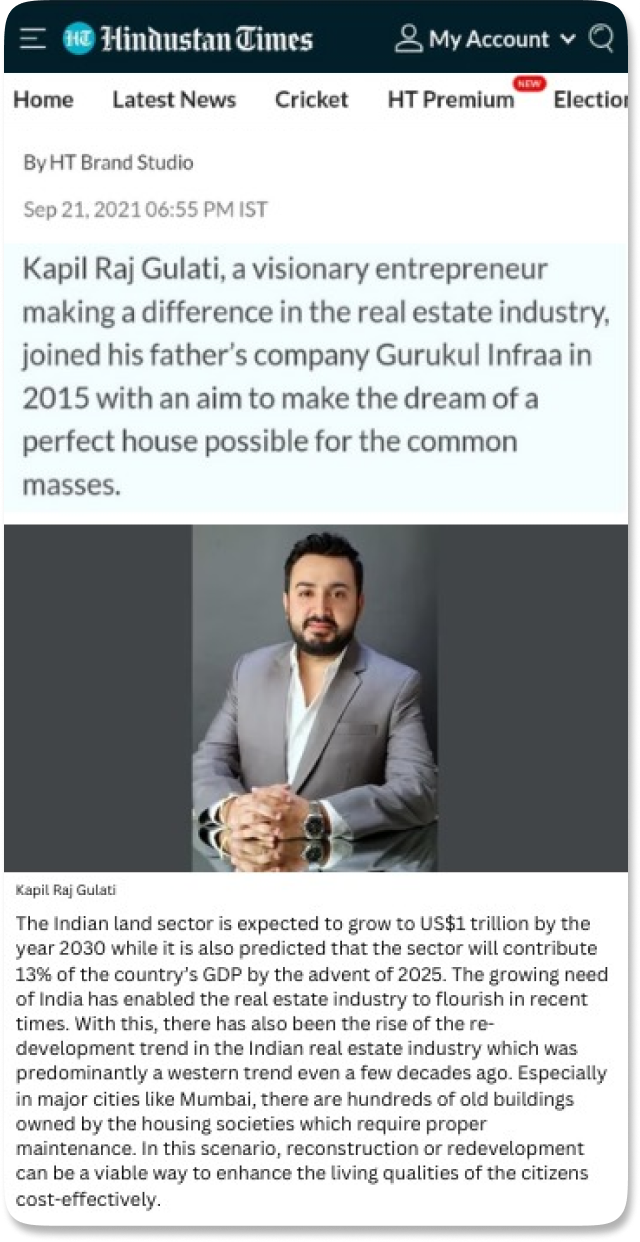 HT Hindustan Times My Account
Home Latest News Cricket HT Premium NEW Election
By HT Brand Studio
Sep 21, 2021 06:55 PM IST
Kapil Raj Gulati, a visionary entrepreneur
making a difference in the real estate industry,
joined his father's company Gurukul Infraa in
2015 with an aim to make the dream of a
perfect house possible for the common
masses.
Kapil Raj Gulati
The Indian land sector is expected to grow to US$1 trillion by the
year 2030 while it is also predicted that the sector will contribute
13% of the country's GDP by the advent of 2025. The growing need
of India has enabled the real estate industry to flourish in recent
times. With this, there has also been the rise of the re-
development trend in the Indian real estate industry which was
predominantly a western trend even a few decades ago. Especially
in major cities like Mumbai, there are hundreds of old buildings
owned by the housing societies which require proper
maintenance. In this scenario, reconstruction or redevelopment
can be a viable way to enhance the living qualities of the citizens
cost-effectively.